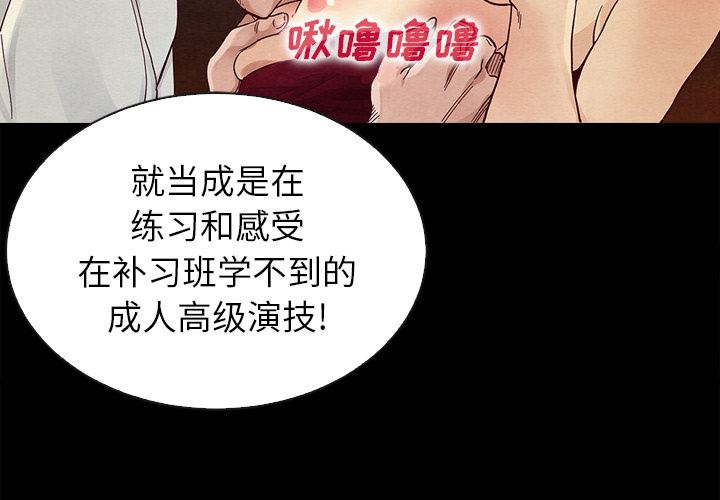 啾噜噜噜
就当成是在
练习和感受
在补习班学不到的
成人高级演技!